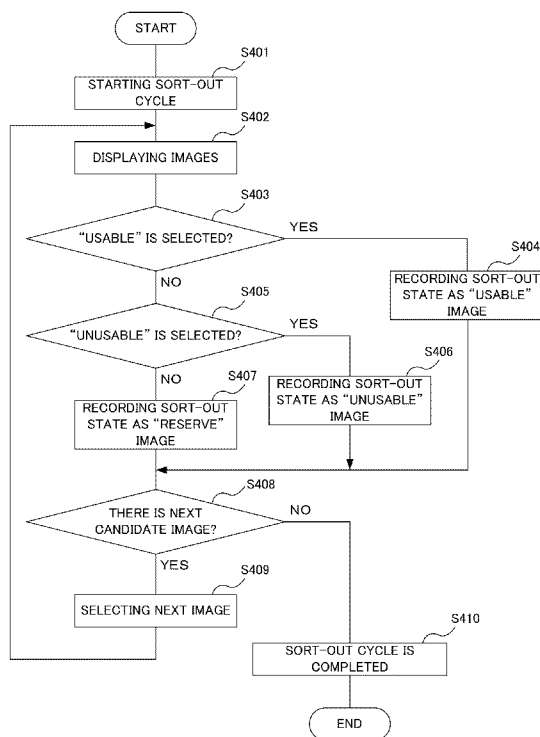 START
S401
STARTING SORT-OUT
CYCLE
S402
DISPLAYING IMAGES
S403
"USABLE" IS SELECTED?
YES
S404
RECORDING SORT-OUT
STATE AS "USABLE"
IMAGE
NO
S405
"UNUSABLE" IS SELECTED?
YES
S406
RECORDING SORT-OUT
STATE AS "UNUSABLE"
IMAGE
NO
S407
RECORDING SORT-OUT
STATE AS "RESERVE"
IMAGE
S408
THERE IS NEXT
CANDIDATE IMAGE?
NO
YES
S409
SELECTING NEXT IMAGE
S410
SORT-OUT CYCLE IS
COMPLETED
END